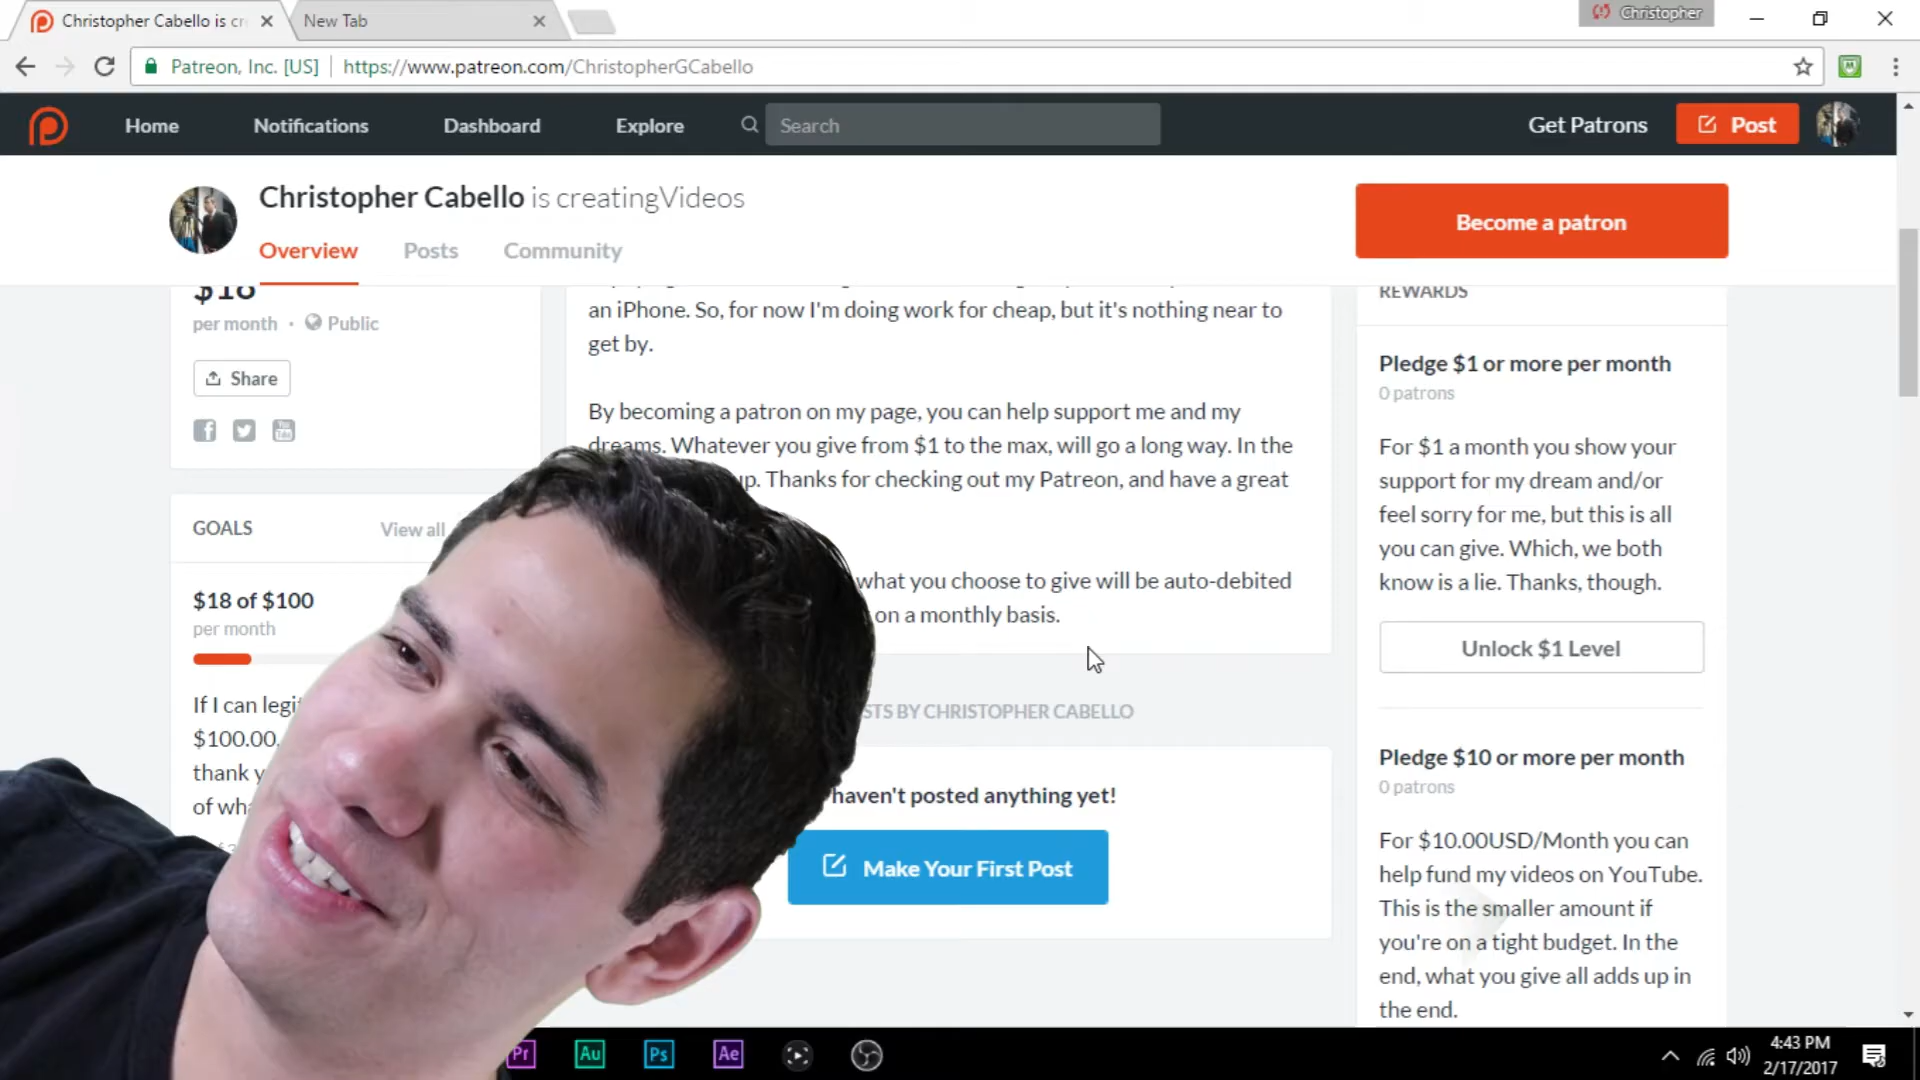 Christopher Cabello is cr
New Tab
Christopher
Patreon, Inc. [US]
https://www.patreon.com/ChristopherGCabello
Home
Notifications
Dashboard
Explore
Search
Get Patrons
Post
Christopher Cabello is creatingVideos
Become a patron
Overview
Posts
Community
$18
per month · Public
Share
GOALS
View all
$18 of $100
per month
If I can legi
$100.00.
thank y
of wha
an iPhone. So, for now I'm doing work for cheap, but it's nothing near to
get by.
By becoming a patron on my page, you can help support me and my
dreams. Whatever you give from $1 to the max, will go a long way. In the
up. Thanks for checking out my Patreon, and have a great
what you choose to give will be auto-debited
on a monthly basis.
STS BY CHRISTOPHER CABELLO
haven't posted anything yet!
Make Your First Post
REWARDS
Pledge $1 or more per month
0 patrons
For $1 a month you show your
support for my dream and/or
feel sorry for me, but this is all
you can give. Which, we both
know is a lie. Thanks, though.
Unlock $1 Level
Pledge $10 or more per month
0 patrons
For $10.00USD/Month you can
help fund my videos on YouTube.
This is the smaller amount if
you're on a tight budget. In the
end, what you give all adds up in
the end.
Pr
Au
Ps
Ae
4:43 PM
2/17/2017